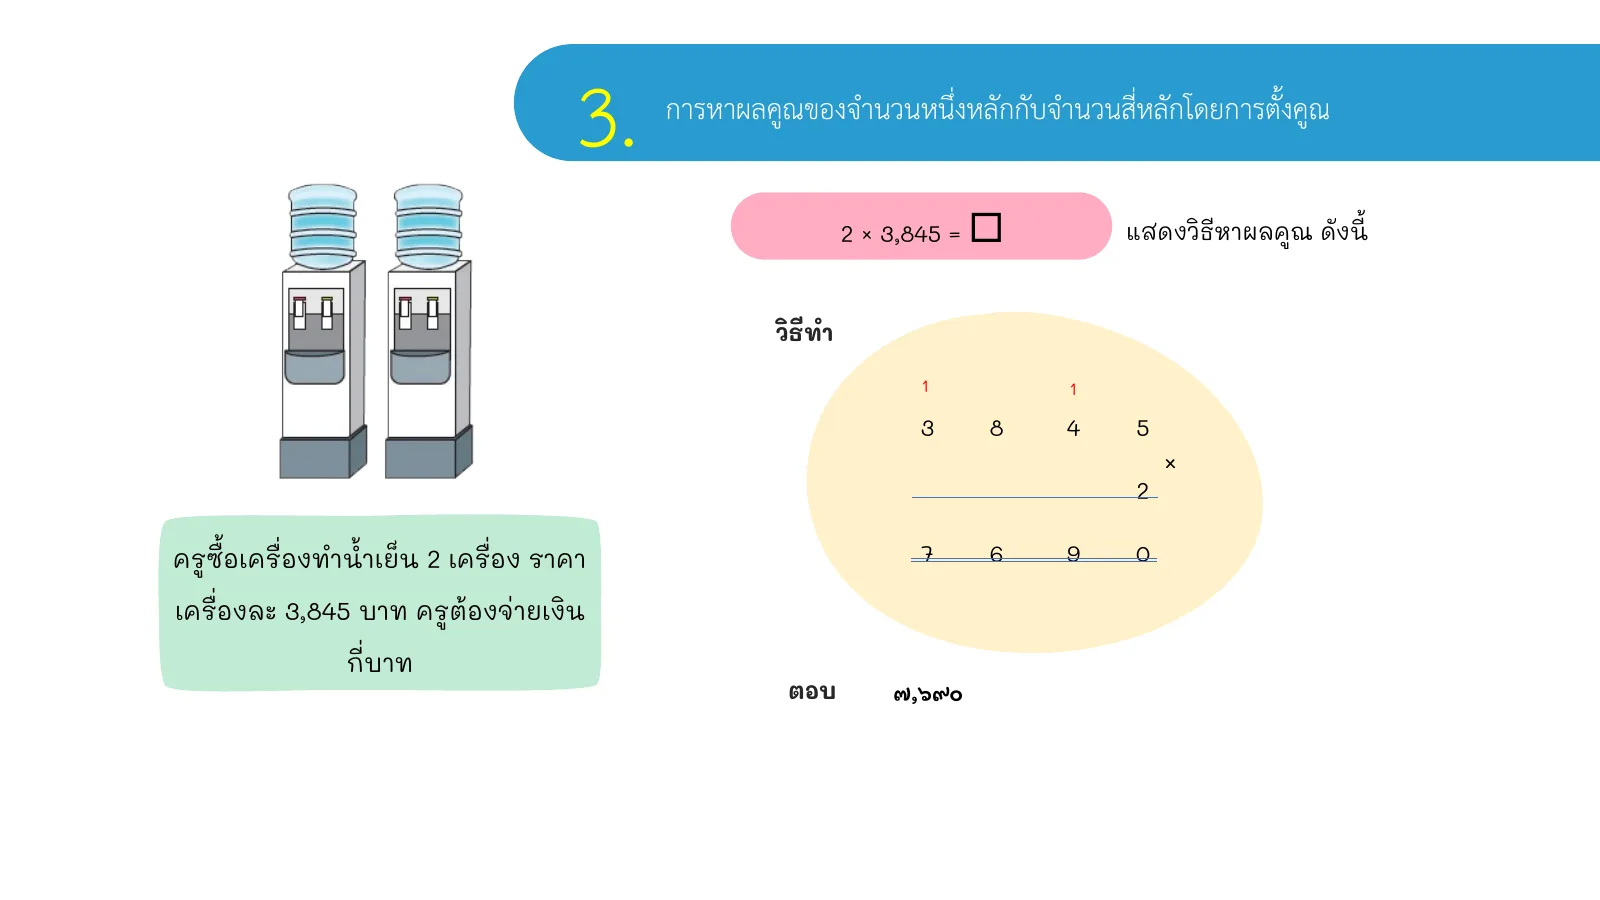 3. การหาผลคูณของจำนวนหนึ่งหลักกับจำนวนสี่หลักโดยการตั้งคูณ
2 × 3,845 = □ แสดงวิธีหาผลคูณ ดังนี้
วิธีทำ
1 1
3 8 4 5
×
2
7 6 9 0
ครูซื้อเครื่องทำน้ำเย็น 2 เครื่อง ราคา
เครื่องละ 3,845 บาท ครูต้องจ่ายเงิน
กี่บาท
ตอบ ๗,๖๙๐